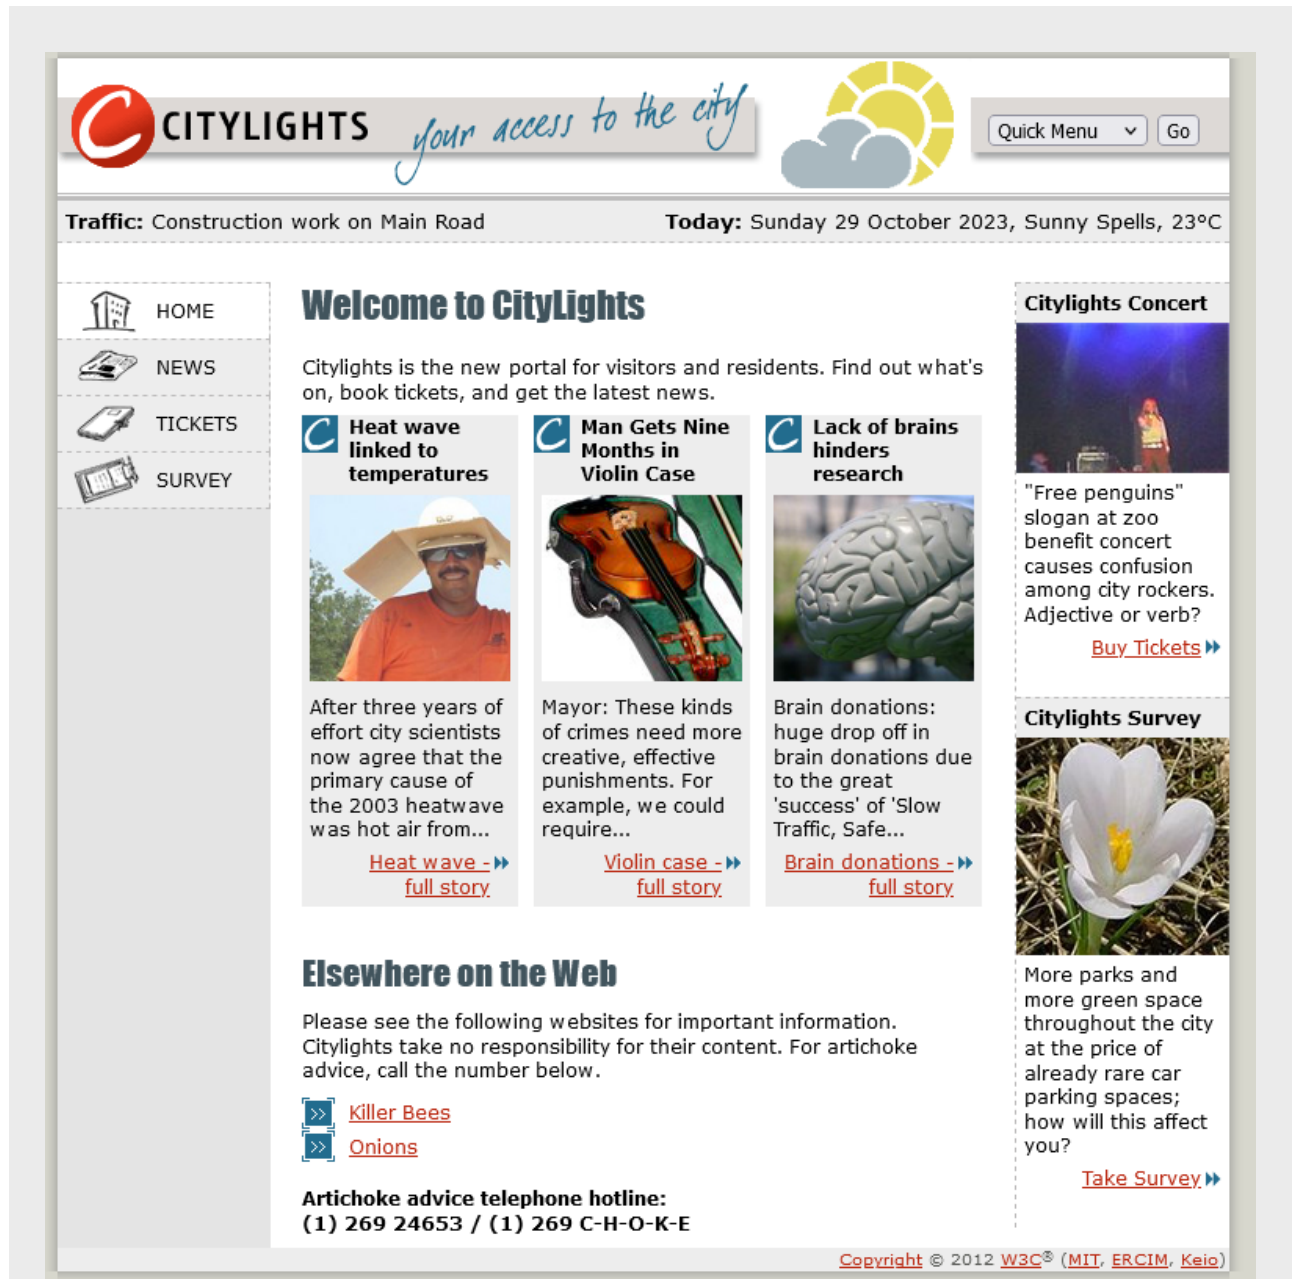 CITYLIGHTS your access to the city
Quick Menu Go
Traffic: Construction work on Main Road
Today: Sunday 29 October 2023, Sunny Spells, 23°C
HOME
NEWS
TICKETS
SURVEY
Welcome to CityLights
Citylights is the new portal for visitors and residents. Find out what's
on, book tickets, and get the latest news.
Heat wave
linked to
temperatures
After three years of
effort city scientists
now agree that the
primary cause of
the 2003 heatwave
was hot air from...
Heat wave -
full story
Man Gets Nine
Months in
Violin Case
Mayor: These kinds
of crimes need more
creative, effective
punishments. For
example, we could
require...
Violin case -
full story
Lack of brains
hinders
research
Brain donations:
huge drop off in
brain donations due
to the great
'success' of 'Slow
Traffic, Safe...
Brain donations -
full story
Elsewhere on the Web
Please see the following websites for important information.
Citylights take no responsibility for their content. For artichoke
advice, call the number below.
Killer Bees
Onions
Artichoke advice telephone hotline:
(1) 269 24653 / (1) 269 C-H-O-K-E
Citylights Concert
"Free penguins"
slogan at zoo
benefit concert
causes confusion
among city rockers.
Adjective or verb?
Buy Tickets
Citylights Survey
More parks and
more green space
throughout the city
at the price of
already rare car
parking spaces;
how will this affect
you?
Take Survey
Copyright © 2012 W3C® (MIT, ERCIM, Keio)